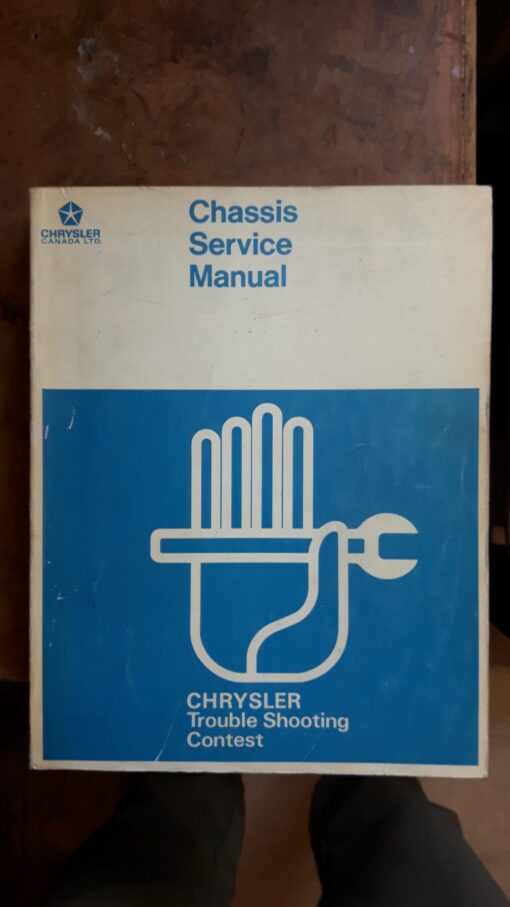 CHRYSLER
CANADA LTD.
Chassis
Service
Manual
CHRYSLER
Trouble Shooting
Contest